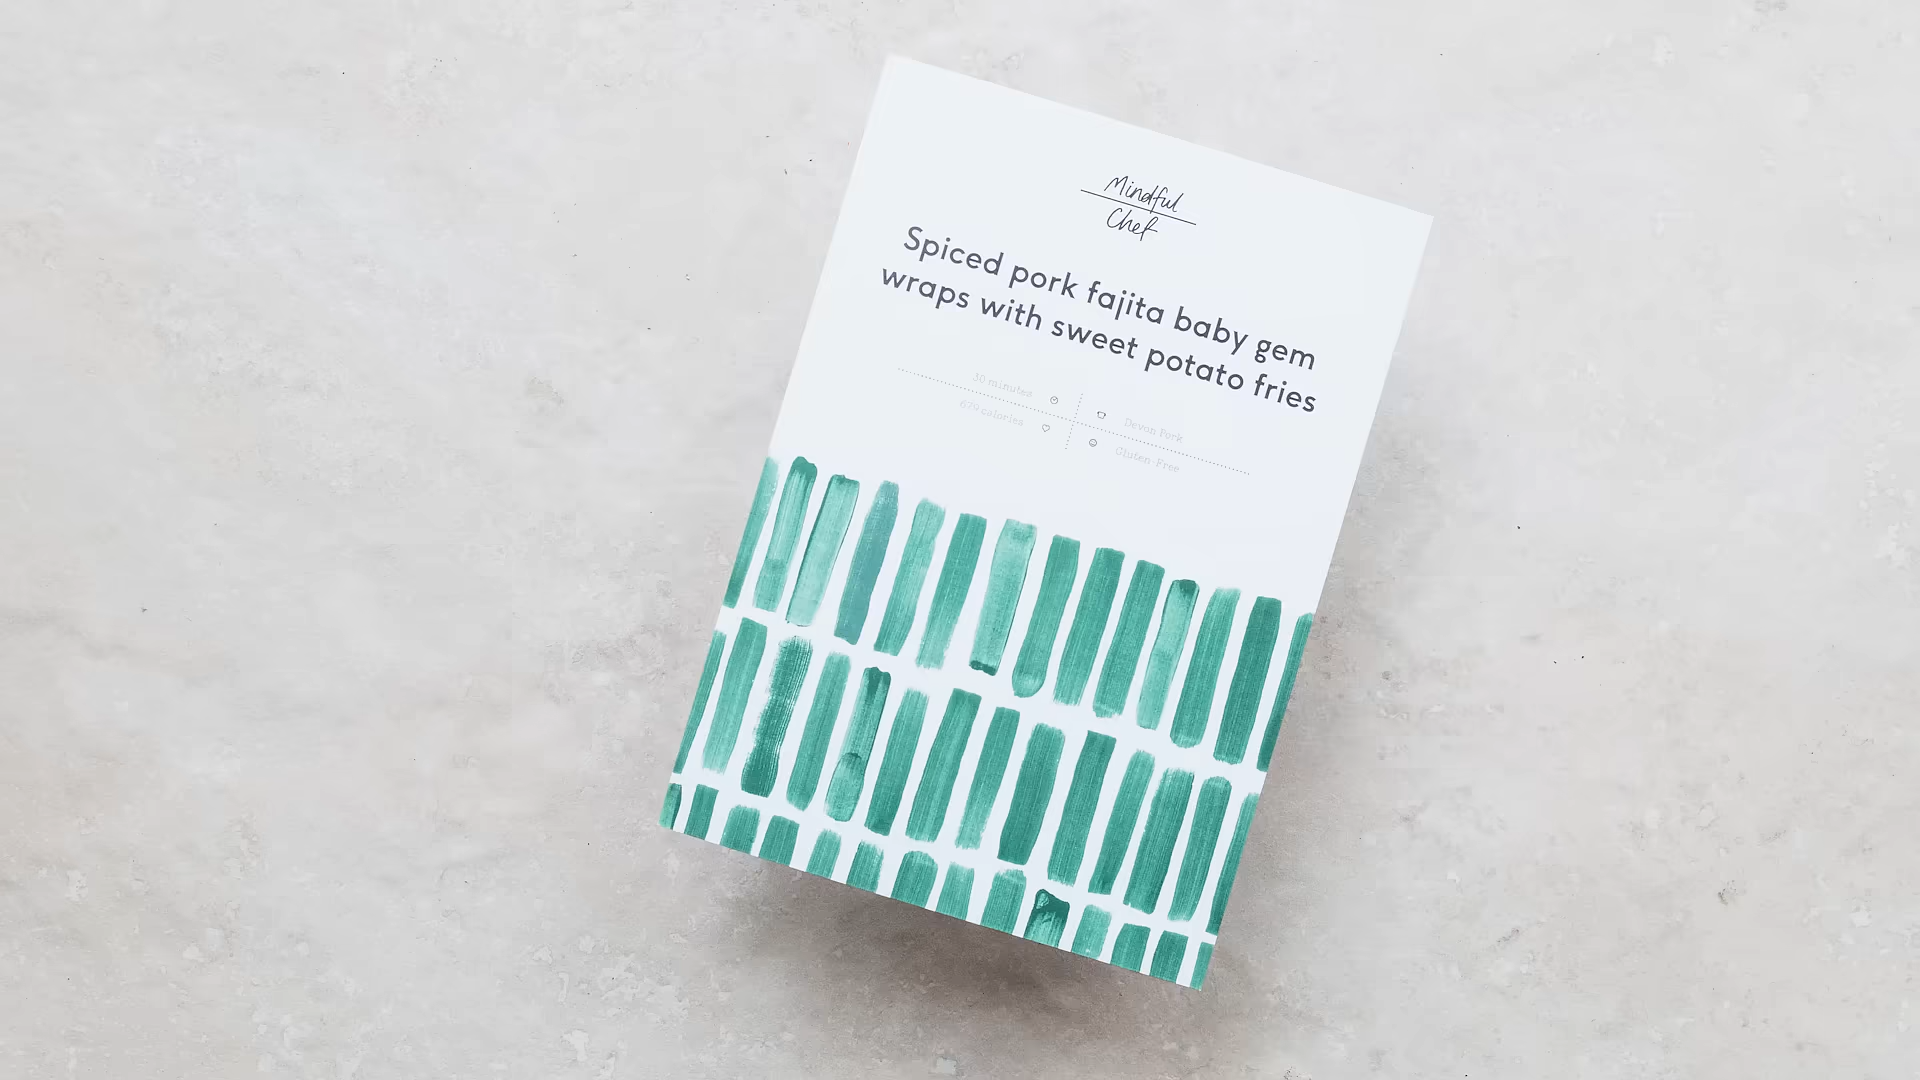 Mindful
Chef
Spiced pork fajita baby gem
wraps with sweet potato fries
30 minutes
Devon Pork
679 calories
Gluten-Free